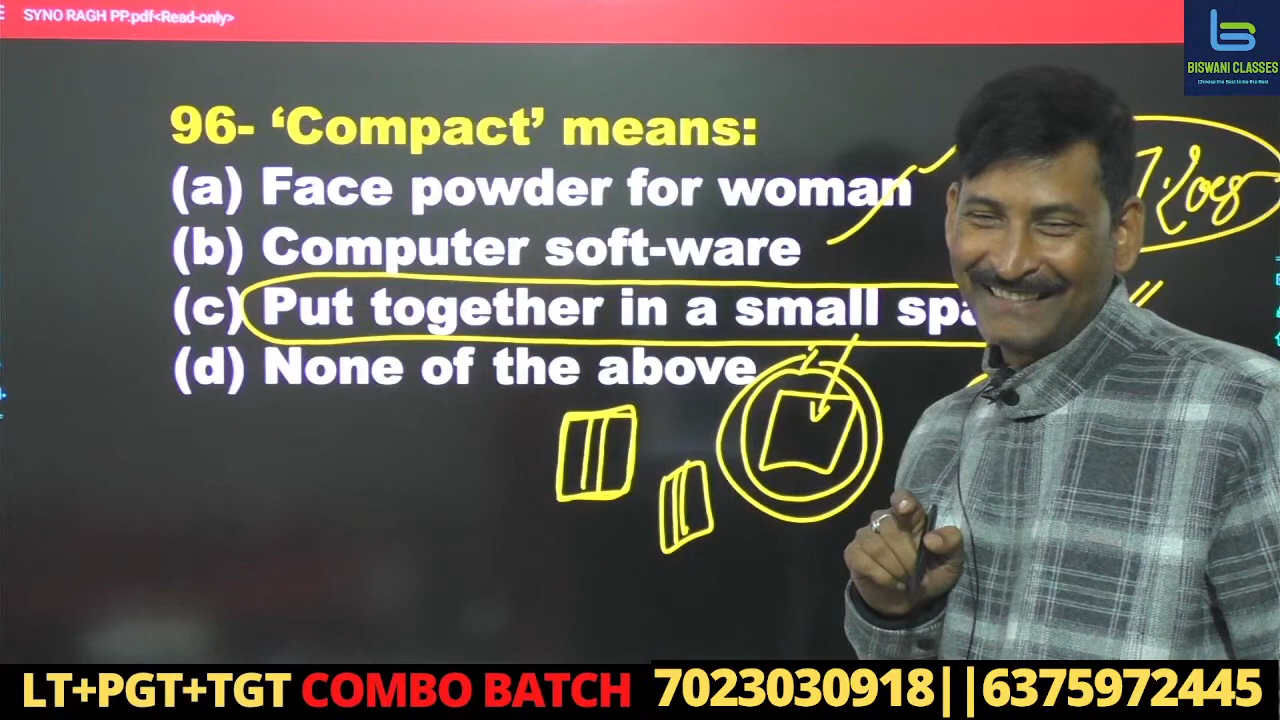 SYNO RAGH PP.pdf<Read-only>
BISWANI CLASSES
96- ‘Compact’ means:
(a) Face powder for woman
(b) Computer soft-ware
(c) Put together in a small
(d) None of the above
LT+PGT+TGT COMBO BATCH 7023030918||6375972445